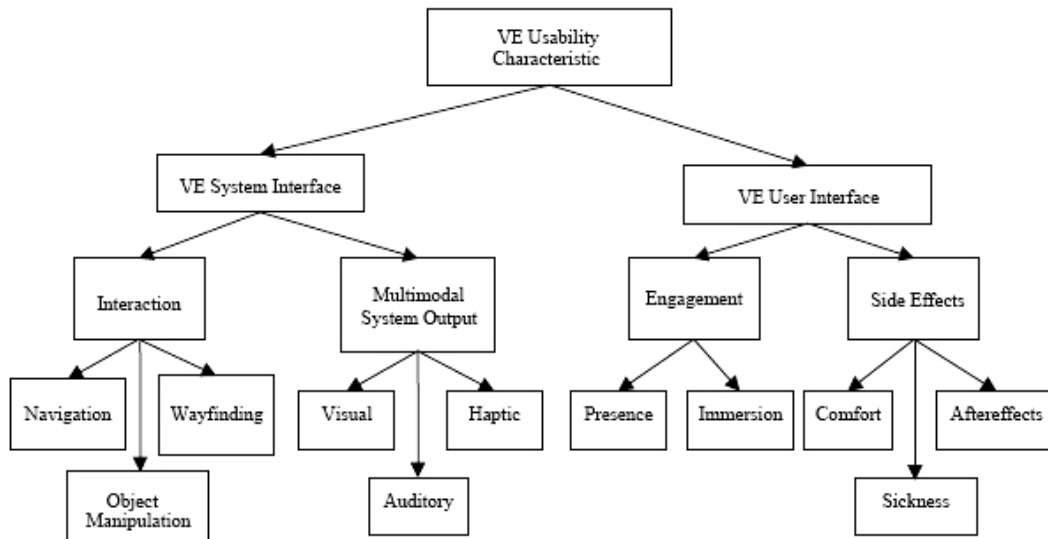 VE Usability
Characteristic
VE System Interface
VE User Interface
Interaction
Multimodal
System Output
Engagement
Side Effects
Navigation
Wayfinding
Visual
Haptic
Presence
Immersion
Comfort
Aftereffects
Object
Manipulation
Auditory
Sickness